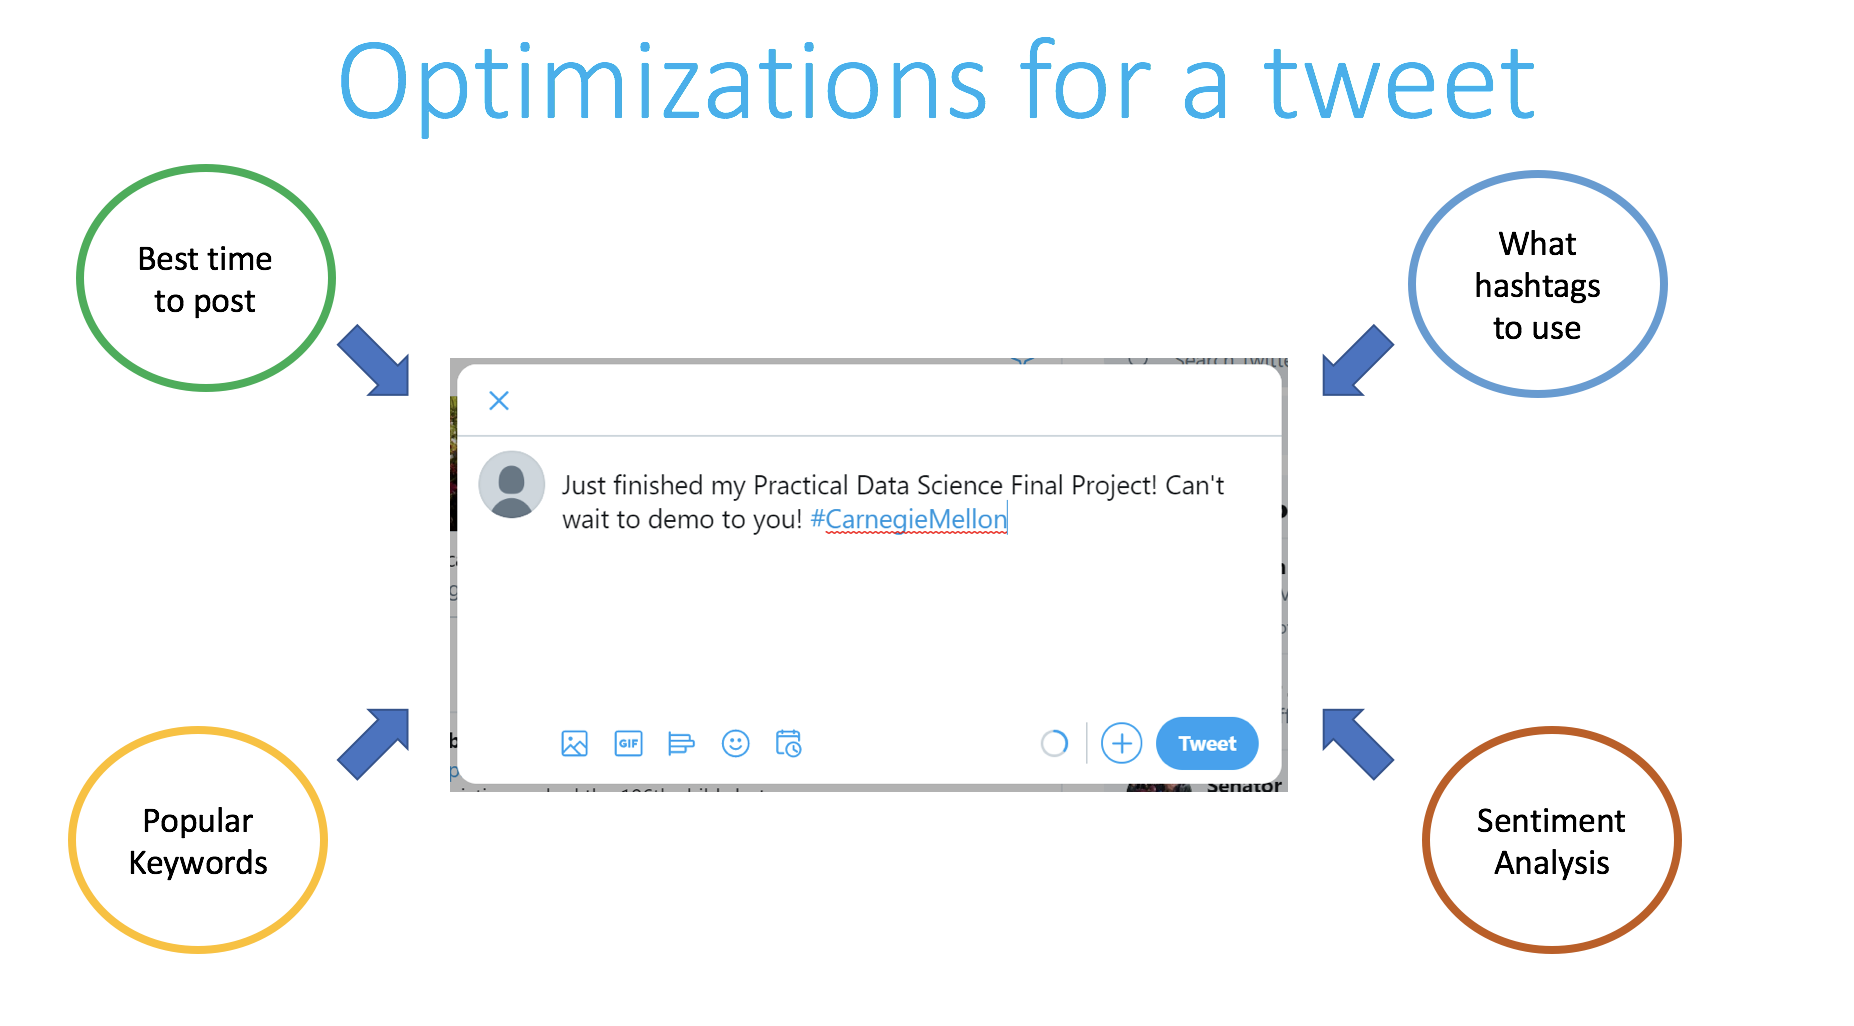 Optimizations for a tweet
Best time
to post
What
hashtags
to use
Search Twitte
Just finished my Practical Data Science Final Project! Can't
wait to demo to you! #CarnegieMellon
GIF
Tweet
Senator
Popular
Keywords
Sentiment
Analysis